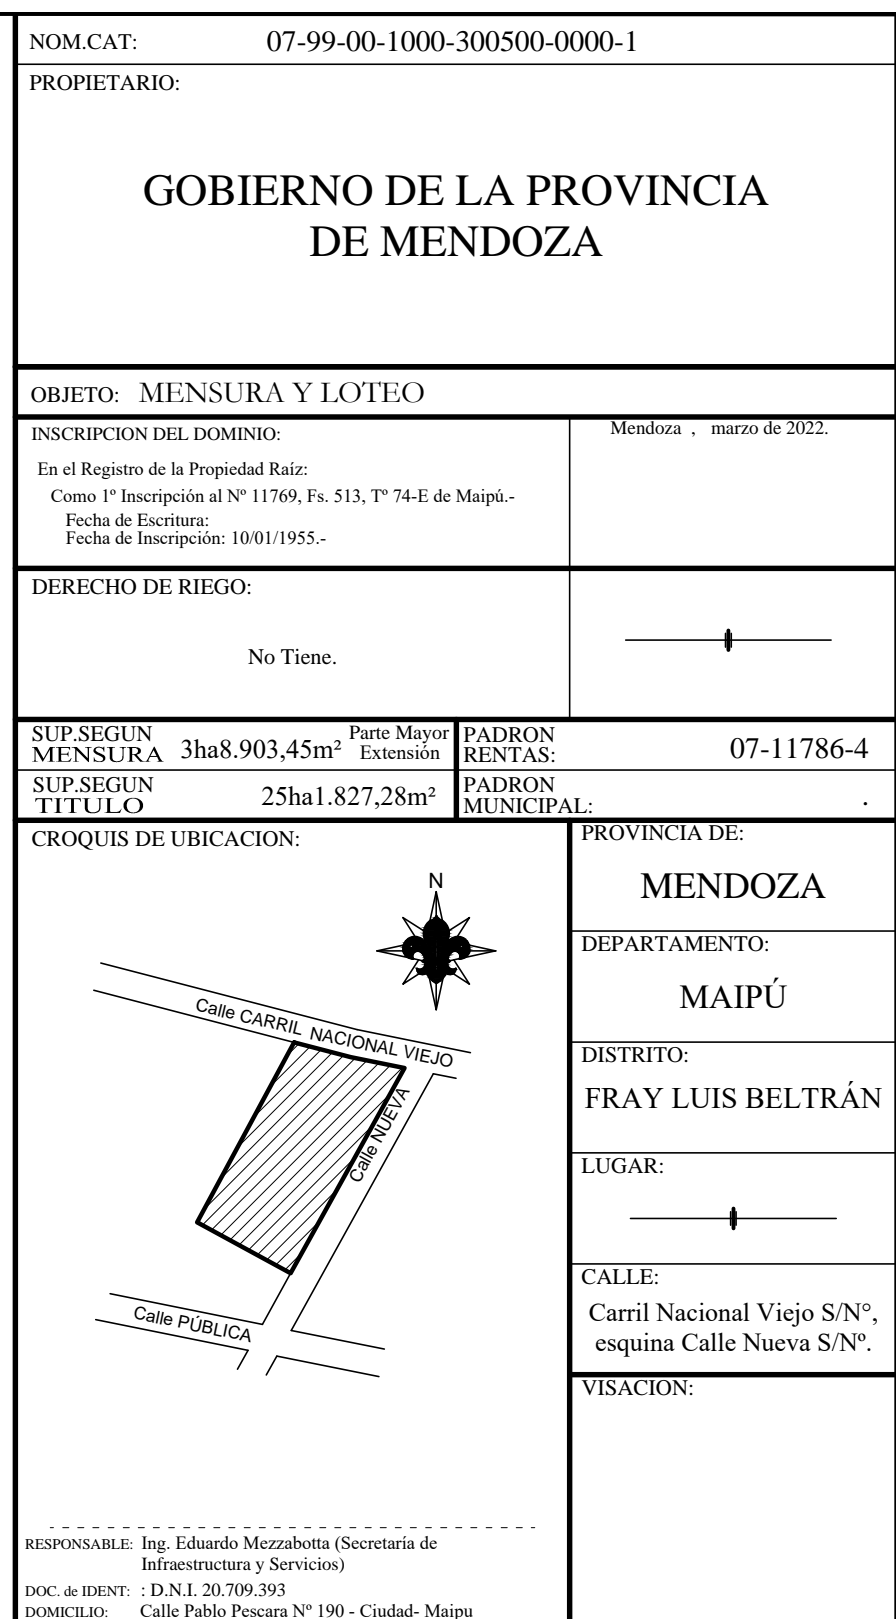 NOM.CAT: 07-99-00-1000-300500-0000-1
PROPIETARIO:
GOBIERNO DE LA PROVINCIA
DE MENDOZA
OBJETO: MENSURA Y LOTEO
INSCRIPCION DEL DOMINIO:
En el Registro de la Propiedad Raíz:
Como 1º Inscripción al Nº 11769, Fs. 513, Tº 74-E de Maipú.-
Fecha de Escritura:
Fecha de Inscripción: 10/01/1955.-
Mendoza , marzo de 2022.
DERECHO DE RIEGO:
No Tiene.
SUP.SEGUN
MENSURA 3ha8.903,45m² Parte Mayor
Extensión
PADRON
RENTAS: 07-11786-4
SUP.SEGUN
TITULO 25ha1.827,28m²
PADRON
MUNICIPAL: .
CROQUIS DE UBICACION:
N
Calle CARRIL NACIONAL VIEJO
Calle NUEVA
Calle PÚBLICA
PROVINCIA DE:
MENDOZA
DEPARTAMENTO:
MAIPÚ
DISTRITO:
FRAY LUIS BELTRÁN
LUGAR:
CALLE:
Carril Nacional Viejo S/N°,
esquina Calle Nueva S/Nº.
VISACION:
RESPONSABLE: Ing. Eduardo Mezzabotta (Secretaría de
Infraestructura y Servicios)
DOC. de IDENT: : D.N.I. 20.709.393
DOMICILIO: Calle Pablo Pescara Nº 190 - Ciudad- Maipu